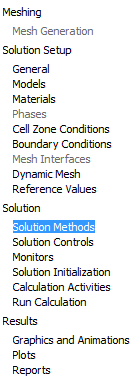 Meshing
Mesh Generation
Solution Setup
General
Models
Materials
Phases
Cell Zone Conditions
Boundary Conditions
Mesh Interfaces
Dynamic Mesh
Reference Values
Solution
Solution Methods
Solution Controls
Monitors
Solution Initialization
Calculation Activities
Run Calculation
Results
Graphics and Animations
Plots
Reports